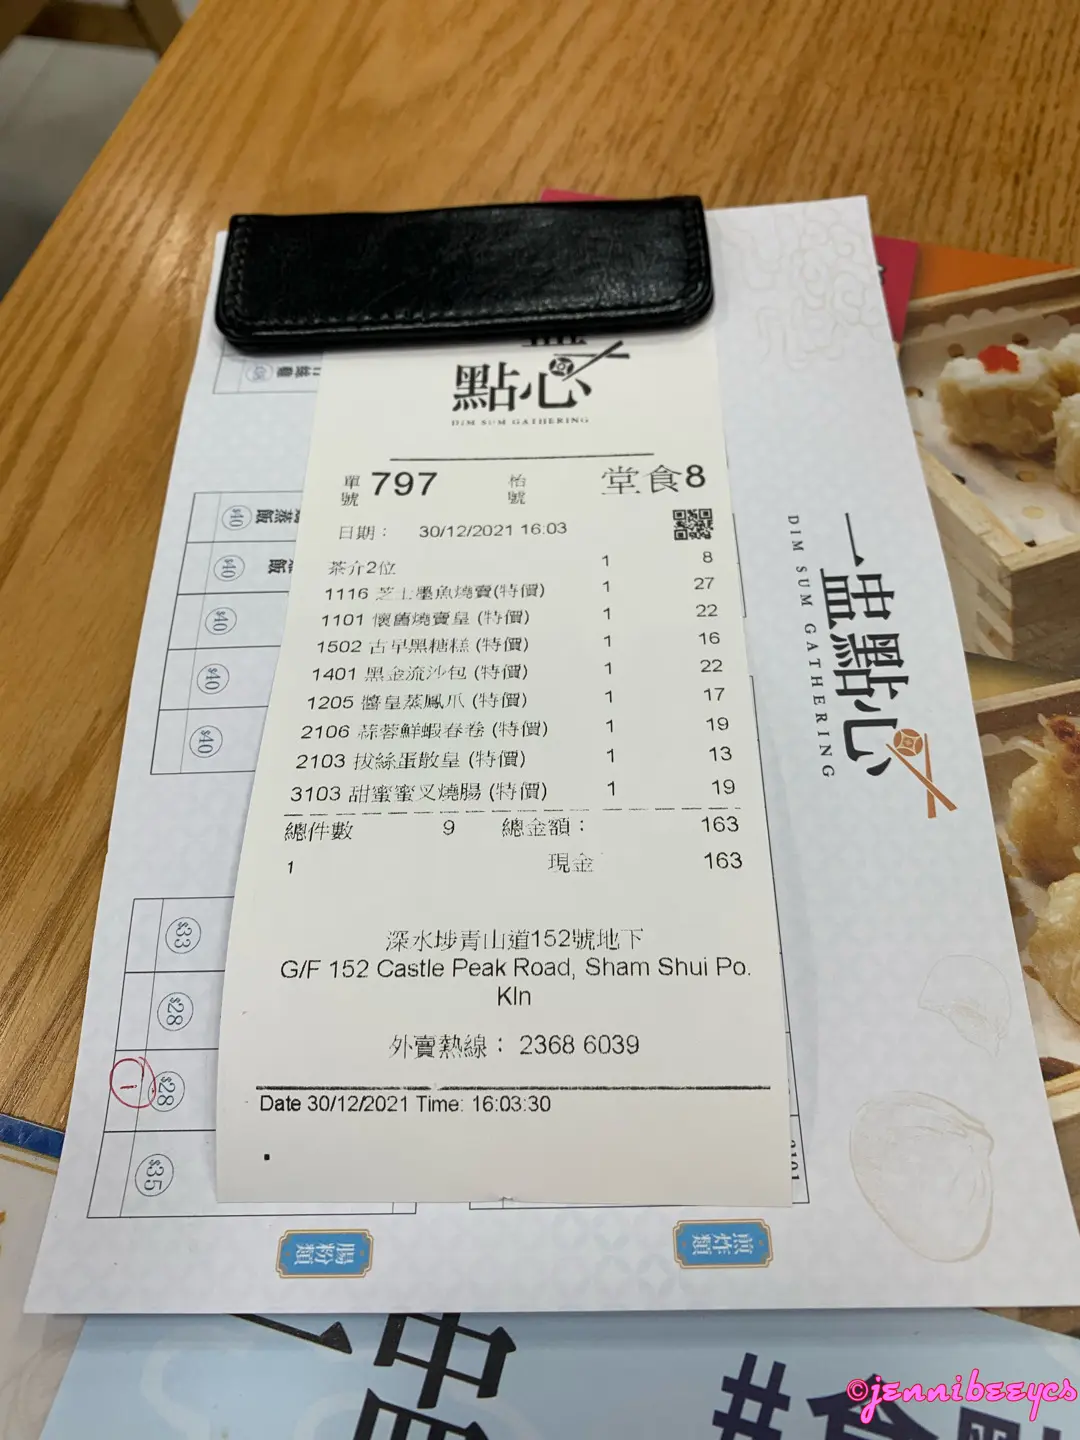 點心
DIM SUM GATHERING
單號 797 枱號 堂食8
日期： 30/12/2021 16:03
茶介2位 1 8
1116 芝士墨魚燒賣(特價) 1 27
1101 懷舊燒賣皇 (特價) 1 22
1502 古早黑糖糕 (特價) 1 16
1401 黑金流沙包 (特價) 1 22
1205 醬皇蒸鳳爪 (特價) 1 17
2106 蒜蓉鮮蝦春卷 (特價) 1 19
2103 拔絲蛋散皇 (特價) 1 13
3103 甜蜜蜜叉燒腸 (特價) 1 19
總件數 9 總金額： 163
1 現金 163
深水埗青山道152號地下
G/F 152 Castle Peak Road, Sham Shui Po.
Kln
外賣熱線： 2368 6039
Date 30/12/2021 Time: 16:03:30
一盅點心
DIM SUM GATHERING
蒸飯 $40
飯 $40
$40
$40
$40
$33
$28
1 $28
$35
腸粉類
煎炸類
#食
©jennibeeycs